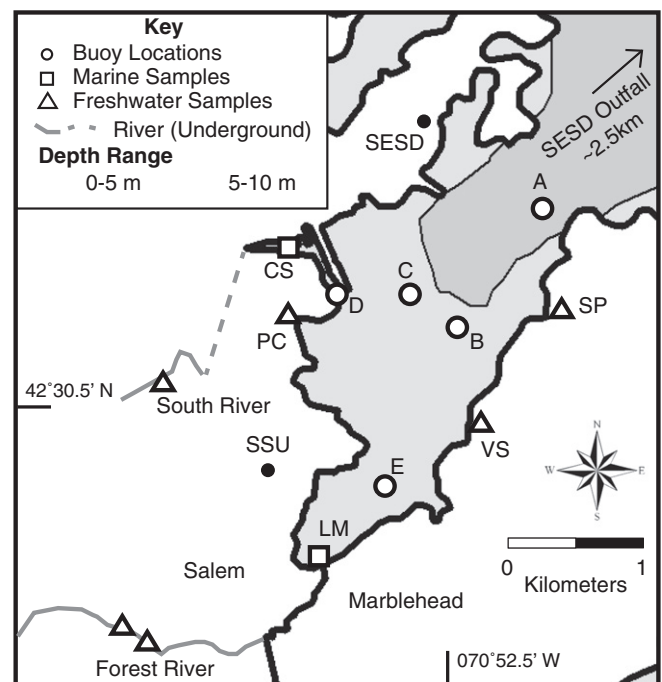 Key
Buoy Locations
Marine Samples
Freshwater Samples
River (Underground)
Depth Range
0-5 m 5-10 m
SESD
SESD Outfall
~2.5km
A
CS
C
D
B
SP
PC
42˚30.5' N
South River
SSU
VS
E
N
W E
S
LM
0 1
Kilometers
Salem
Marblehead
Forest River
070˚52.5' W